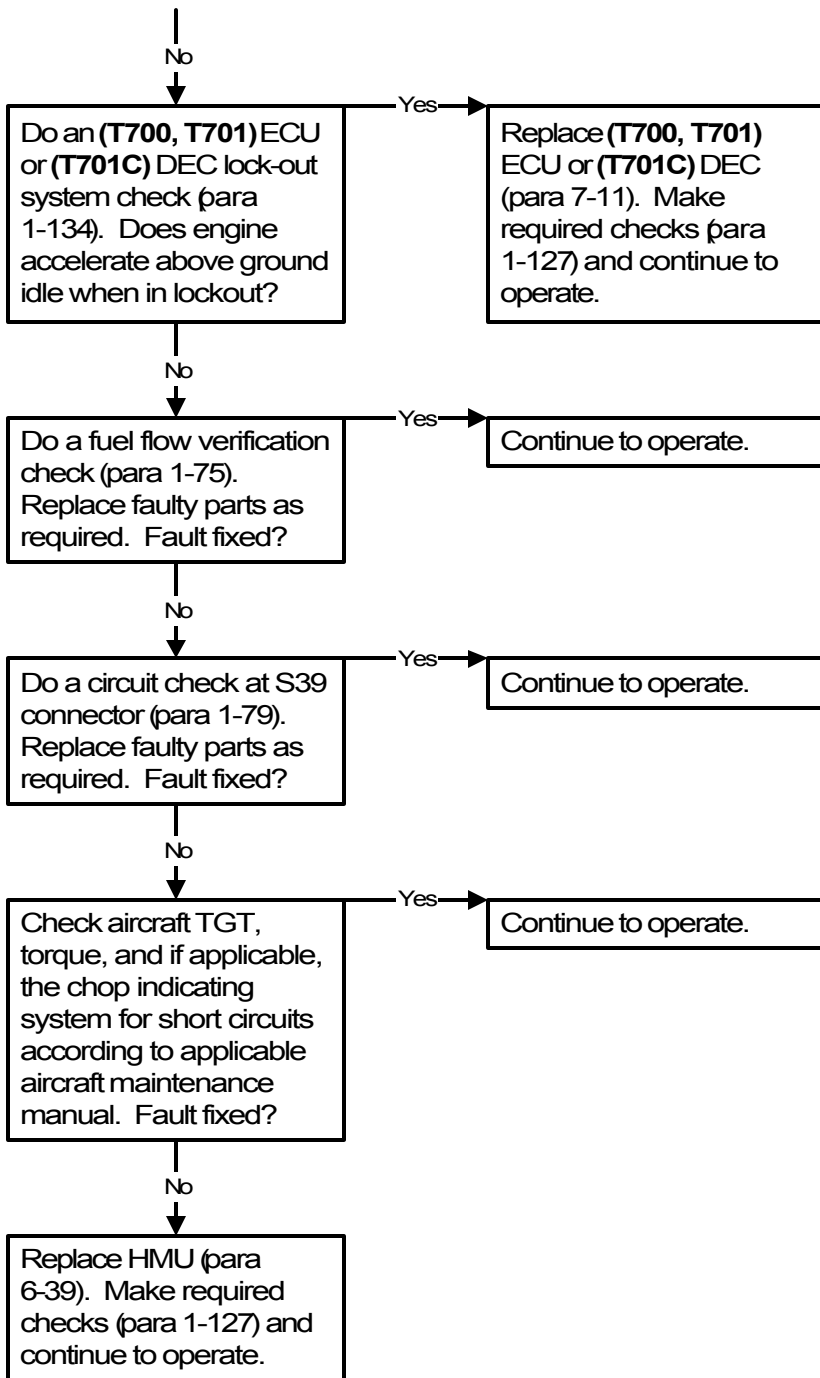 No
Do an (T700, T701) ECU
or (T701C) DEC lock-out
system check (para
1-134). Does engine
accelerate above ground
idle when in lockout?
Yes
Replace (T700, T701)
ECU or (T701C) DEC
(para 7-11). Make
required checks (para
1-127) and continue to
operate.
No
Do a fuel flow verification
check (para 1-75).
Replace faulty parts as
required. Fault fixed?
Yes
Continue to operate.
No
Do a circuit check at S39
connector (para 1-79).
Replace faulty parts as
required. Fault fixed?
Yes
Continue to operate.
No
Check aircraft TGT,
torque, and if applicable,
the chop indicating
system for short circuits
according to applicable
aircraft maintenance
manual. Fault fixed?
Yes
Continue to operate.
No
Replace HMU (para
6-39). Make required
checks (para 1-127) and
continue to operate.